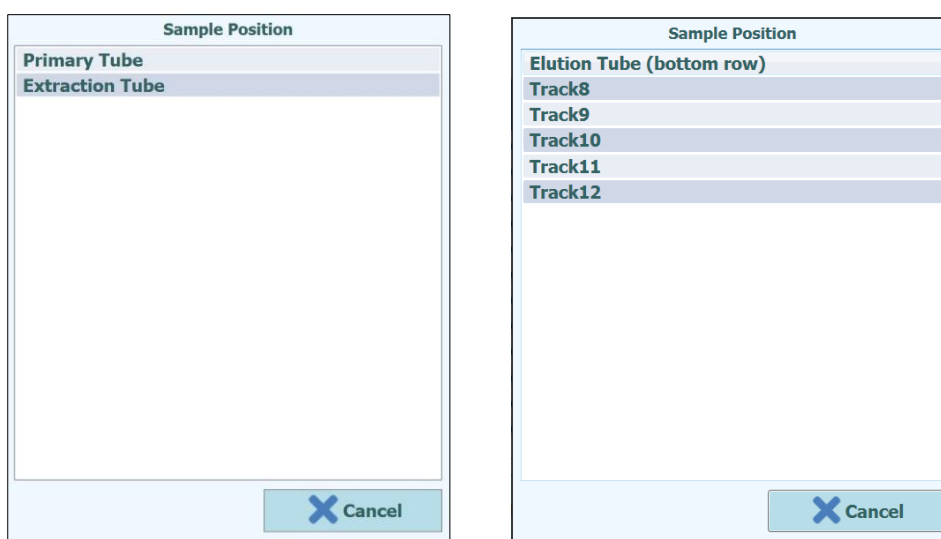 Sample Position
Primary Tube
Extraction Tube
Cancel
Sample Position
Elution Tube (bottom row)
Track8
Track9
Track10
Track11
Track12
Cancel